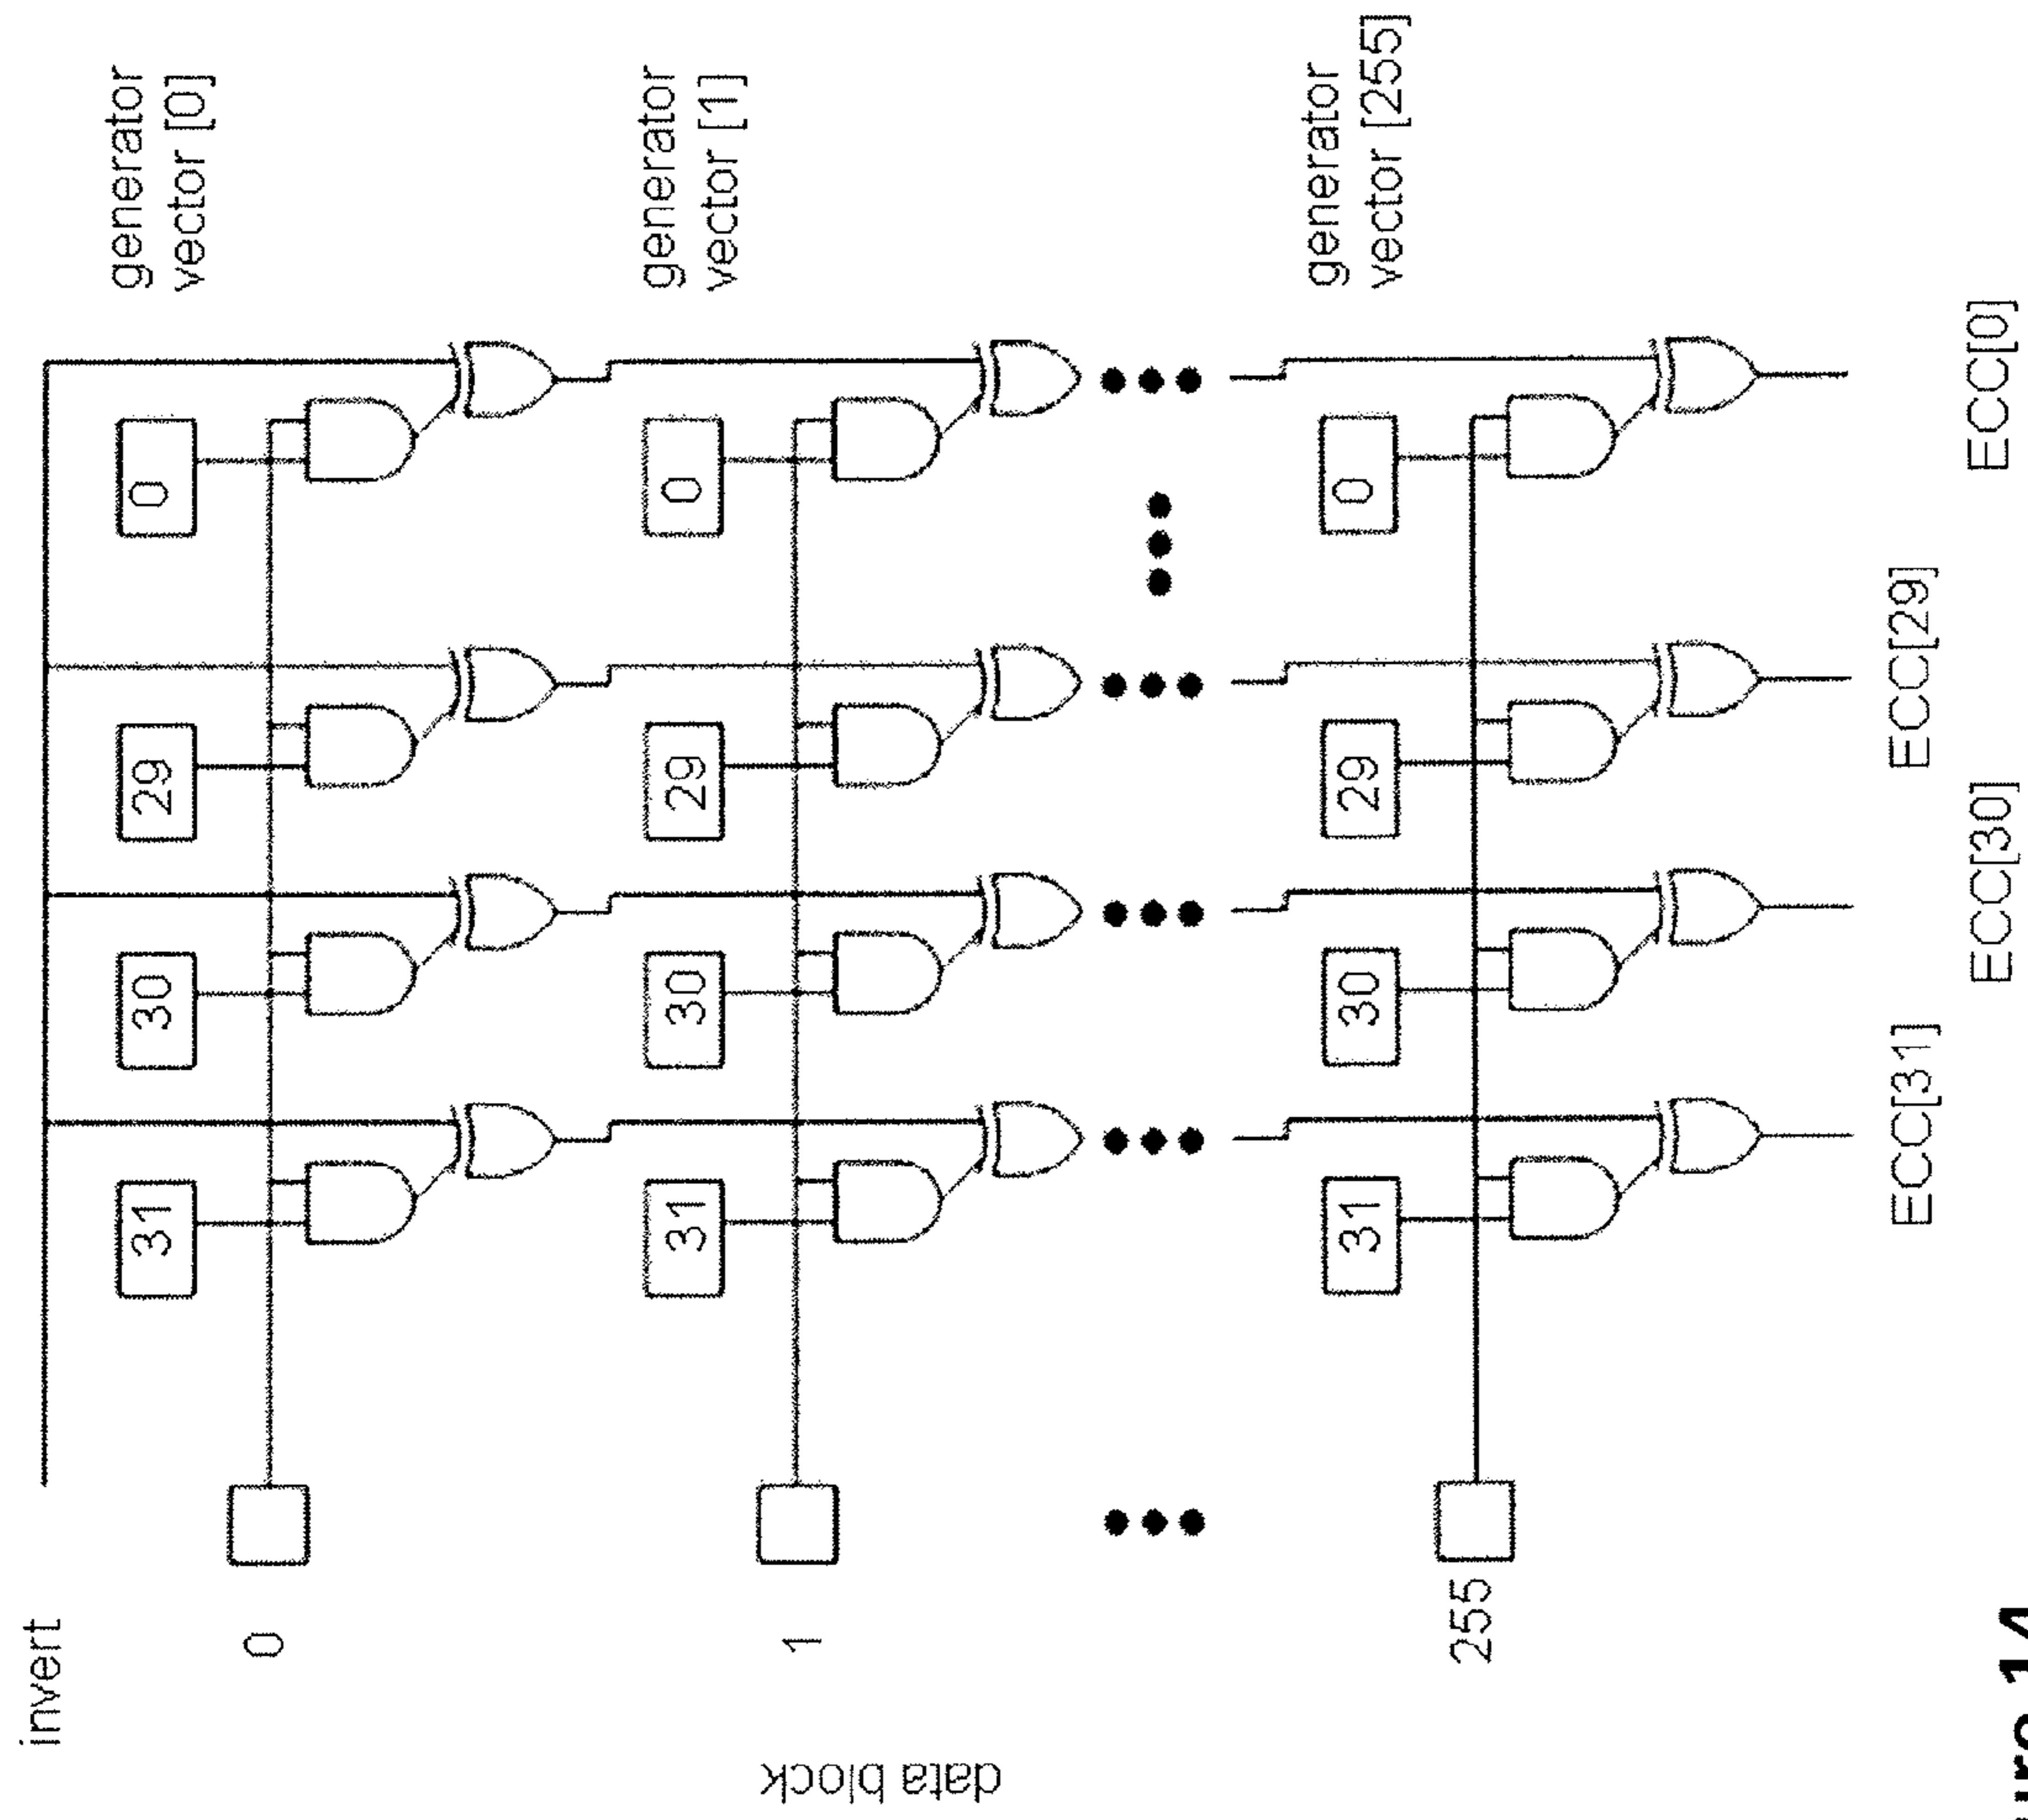 invert
generator
vector [0]
31
30
29
0
0
generator
vector [1]
31
30
29
0
1
data block
generator
vector [255]
31
30
29
0
255
ECC[31]
ECC[30]
ECC[29]
ECC[0]
14